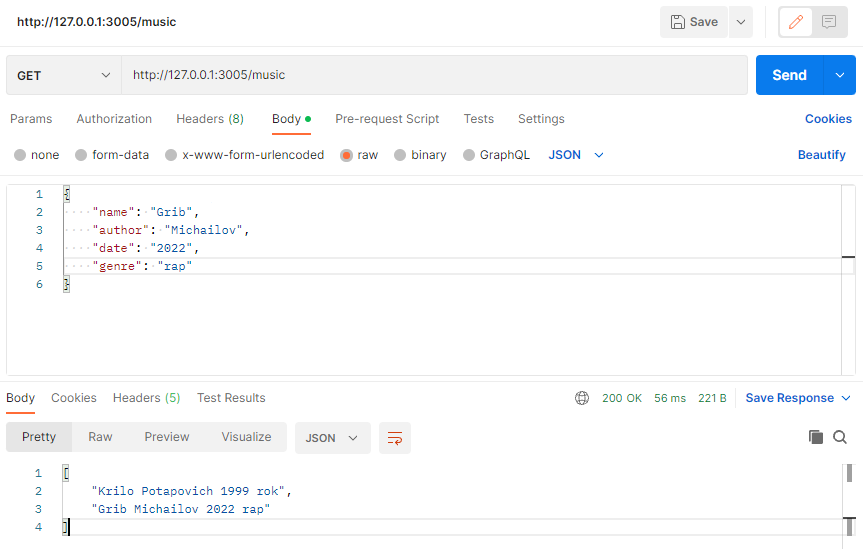 http://127.0.0.1:3005/music Save
GET http://127.0.0.1:3005/music Send
Params Authorization Headers (8) Body Pre-request Script Tests Settings Cookies
none form-data x-www-form-urlencoded raw binary GraphQL JSON Beautify
1 {
2 "name": "Grib",
3 "author": "Michailov",
4 "date": "2022",
5 "genre": "rap"
6 }
Body Cookies Headers (5) Test Results 200 OK 56 ms 221 B Save Response
Pretty Raw Preview Visualize JSON
1 [
2 "Krilo Potapovich 1999 rok",
3 "Grib Michailov 2022 rap"
4 ]